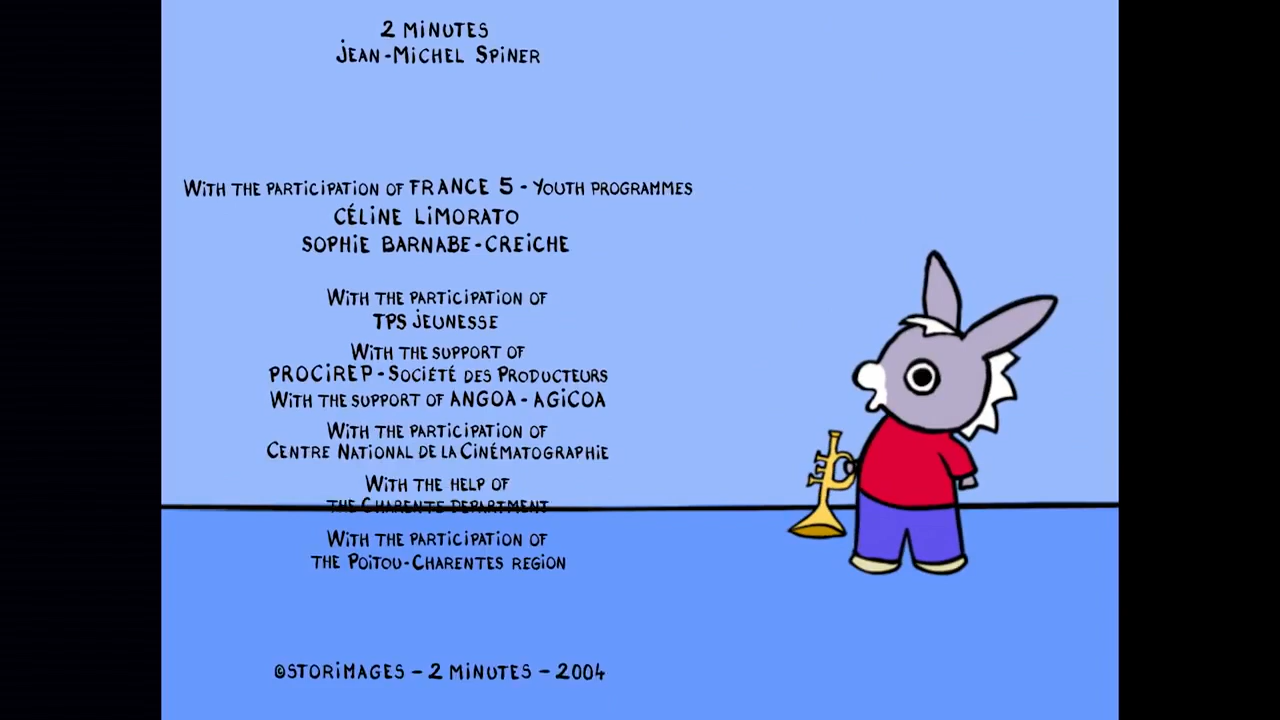 2 MINUTES
JEAN-MICHEL SPINER
WITH THE PARTICIPATION OF FRANCE 5 - YOUTH PROGRAMMES
CÉLINE LIMORATO
SOPHIE BARNABE-CREICHE
WITH THE PARTICIPATION OF
TPS JEUNESSE
WITH THE SUPPORT OF
PROCIREP - SOCIÉTÉ DES PRODUCTEURS
WITH THE SUPPORT OF ANGOA - AGICOA
WITH THE PARTICIPATION OF
CENTRE NATIONAL DE LA CINÉMATOGRAPHIE
WITH THE HELP OF
THE CHARENTE DEPARTMENT
WITH THE PARTICIPATION OF
THE POITOU-CHARENTES REGION
©STORIMAGES - 2 MINUTES - 2004